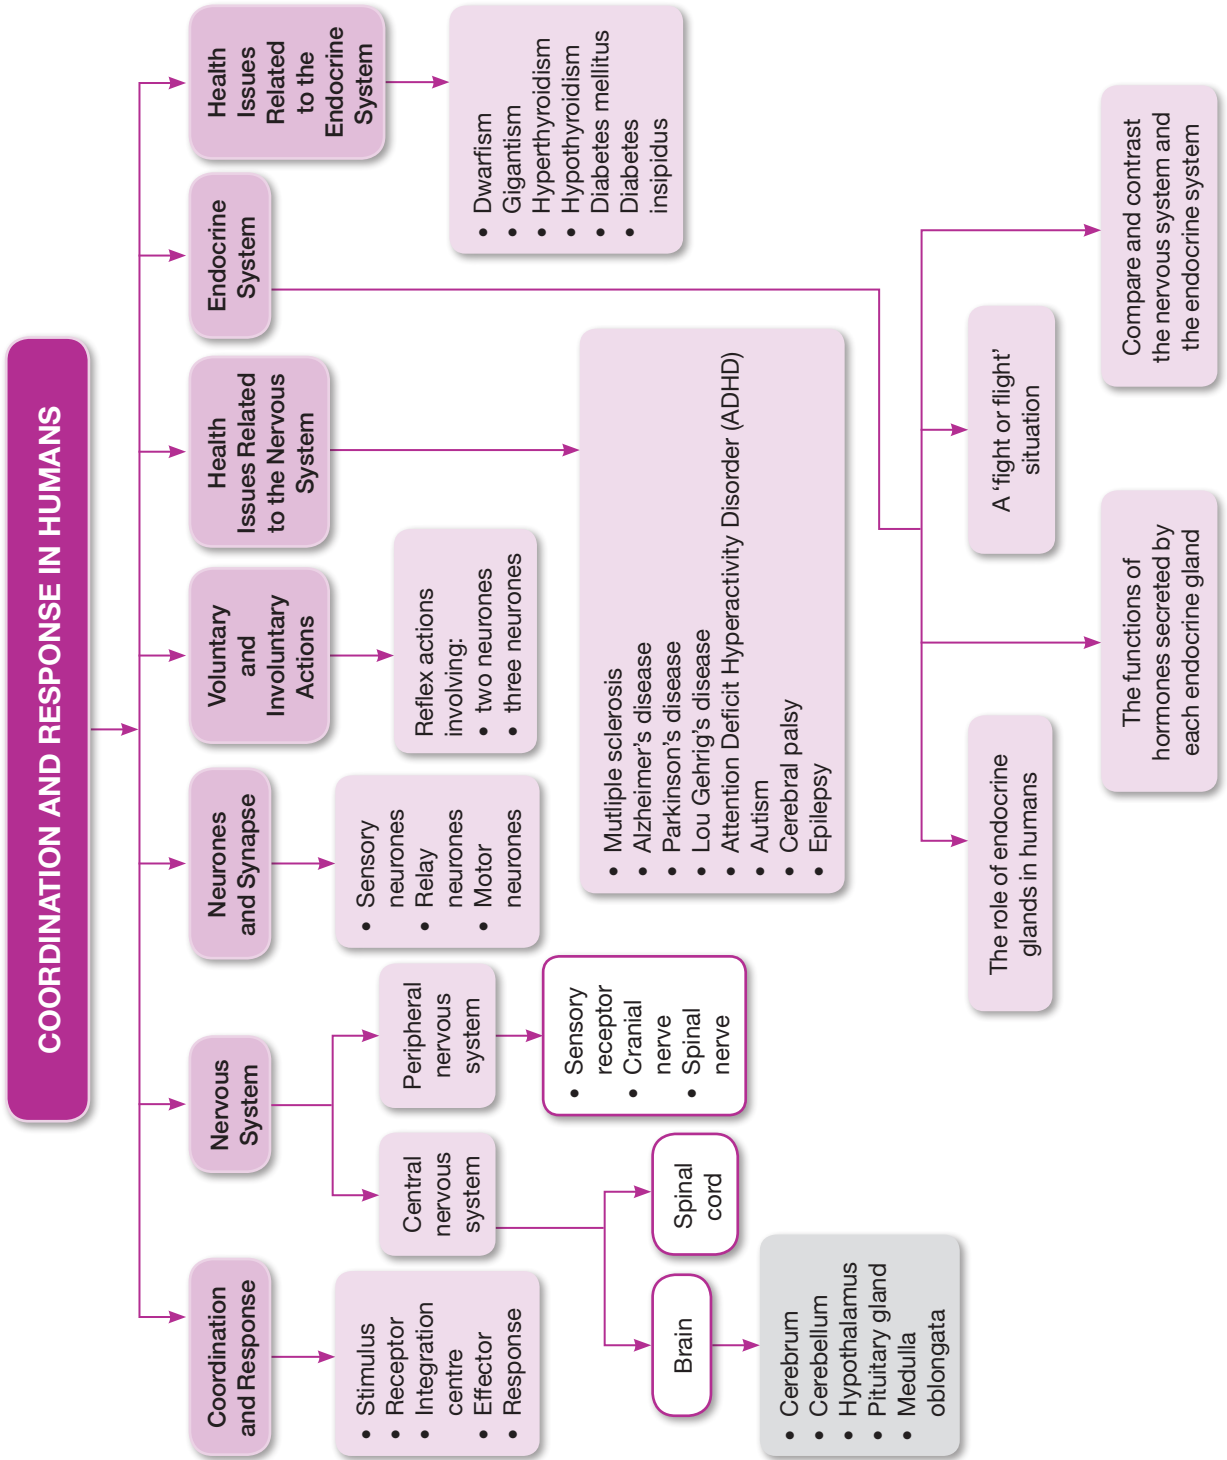 COORDINATION AND RESPONSE IN HUMANS
Coordination
and Response
• Stimulus
• Receptor
• Integration
centre
• Effector
• Response
Nervous
System
Central
nervous
system
Brain
• Cerebrum
• Cerebellum
• Hypothalamus
• Pituitary gland
• Medulla
oblongata
Spinal
cord
Peripheral
nervous
system
• Sensory
receptor
• Cranial
nerve
• Spinal
nerve
Neurones
and Synapse
• Sensory
neurones
• Relay
neurones
• Motor
neurones
Voluntary
and
Involuntary
Actions
Reflex actions
involving:
• two neurones
• three neurones
Health
Issues Related
to the Nervous
System
• Mutliple sclerosis
• Alzheimer's disease
• Parkinson's disease
• Lou Gehrig's disease
• Attention Deficit Hyperactivity Disorder (ADHD)
• Autism
• Cerebral palsy
• Epilepsy
Endocrine
System
The role of endocrine
glands in humans
The functions of
hormones secreted by
each endocrine gland
A ‘fight or flight’
situation
Compare and contrast
the nervous system and
the endocrine system
Health
Issues
Related
to the
Endocrine
System
• Dwarfism
• Gigantism
• Hyperthyroidism
• Hypothyroidism
• Diabetes mellitus
• Diabetes
insipidus